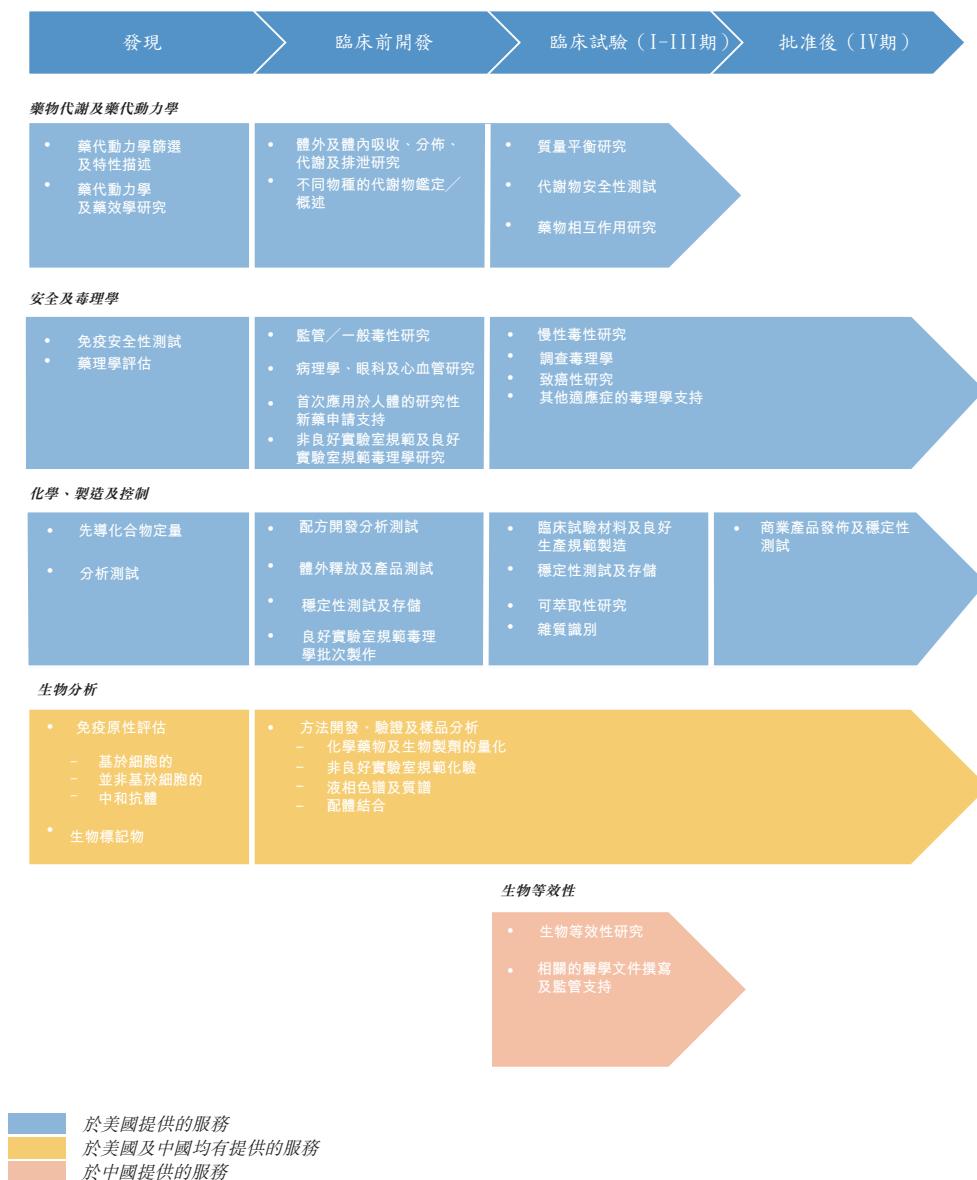 發現
臨床前開發
臨床試驗（I-III期）
批准後（IV期）
藥物代謝及藥代動力學
• 藥代動力學篩選
及特性描述
• 藥代動力學
及藥效學研究
• 體外及體內吸收、分佈、
代謝及排泄研究
• 不同物種的代謝物鑑定／
概述
• 質量平衡研究
• 代謝物安全性測試
• 藥物相互作用研究
安全及毒理學
• 免疫安全性測試
• 藥理學評估
• 監管／一般毒性研究
• 病理學、眼科及心血管研究
• 首次應用於人體的研究性
新藥申請支持
• 非良好實驗室規範及良好
實驗室規範毒理學研究
• 慢性毒性研究
• 調查毒理學
• 致癌性研究
• 其他適應症的毒理學支持
化學、製造及控制
• 先導化合物定量
• 分析測試
• 配方開發分析測試
• 體外釋放及產品測試
• 穩定性測試及存儲
• 良好實驗室規範毒理
學批次製作
• 臨床試驗材料及良好
生產規範製造
• 穩定性測試及存儲
• 可萃取性研究
• 雜質識別
• 商業產品發佈及穩定性
測試
生物分析
• 免疫原性評估
– 基於細胞的
– 並非基於細胞的
– 中和抗體
• 生物標記物
• 方法開發、驗證及樣品分析
– 化學藥物及生物製劑的量化
– 非良好實驗室規範化驗
– 液相色譜及質譜
– 配體結合
生物等效性
• 生物等效性研究
• 相關的醫學文件撰寫
及監管支持
於美國提供的服務
於美國及中國均有提供的服務
於中國提供的服務